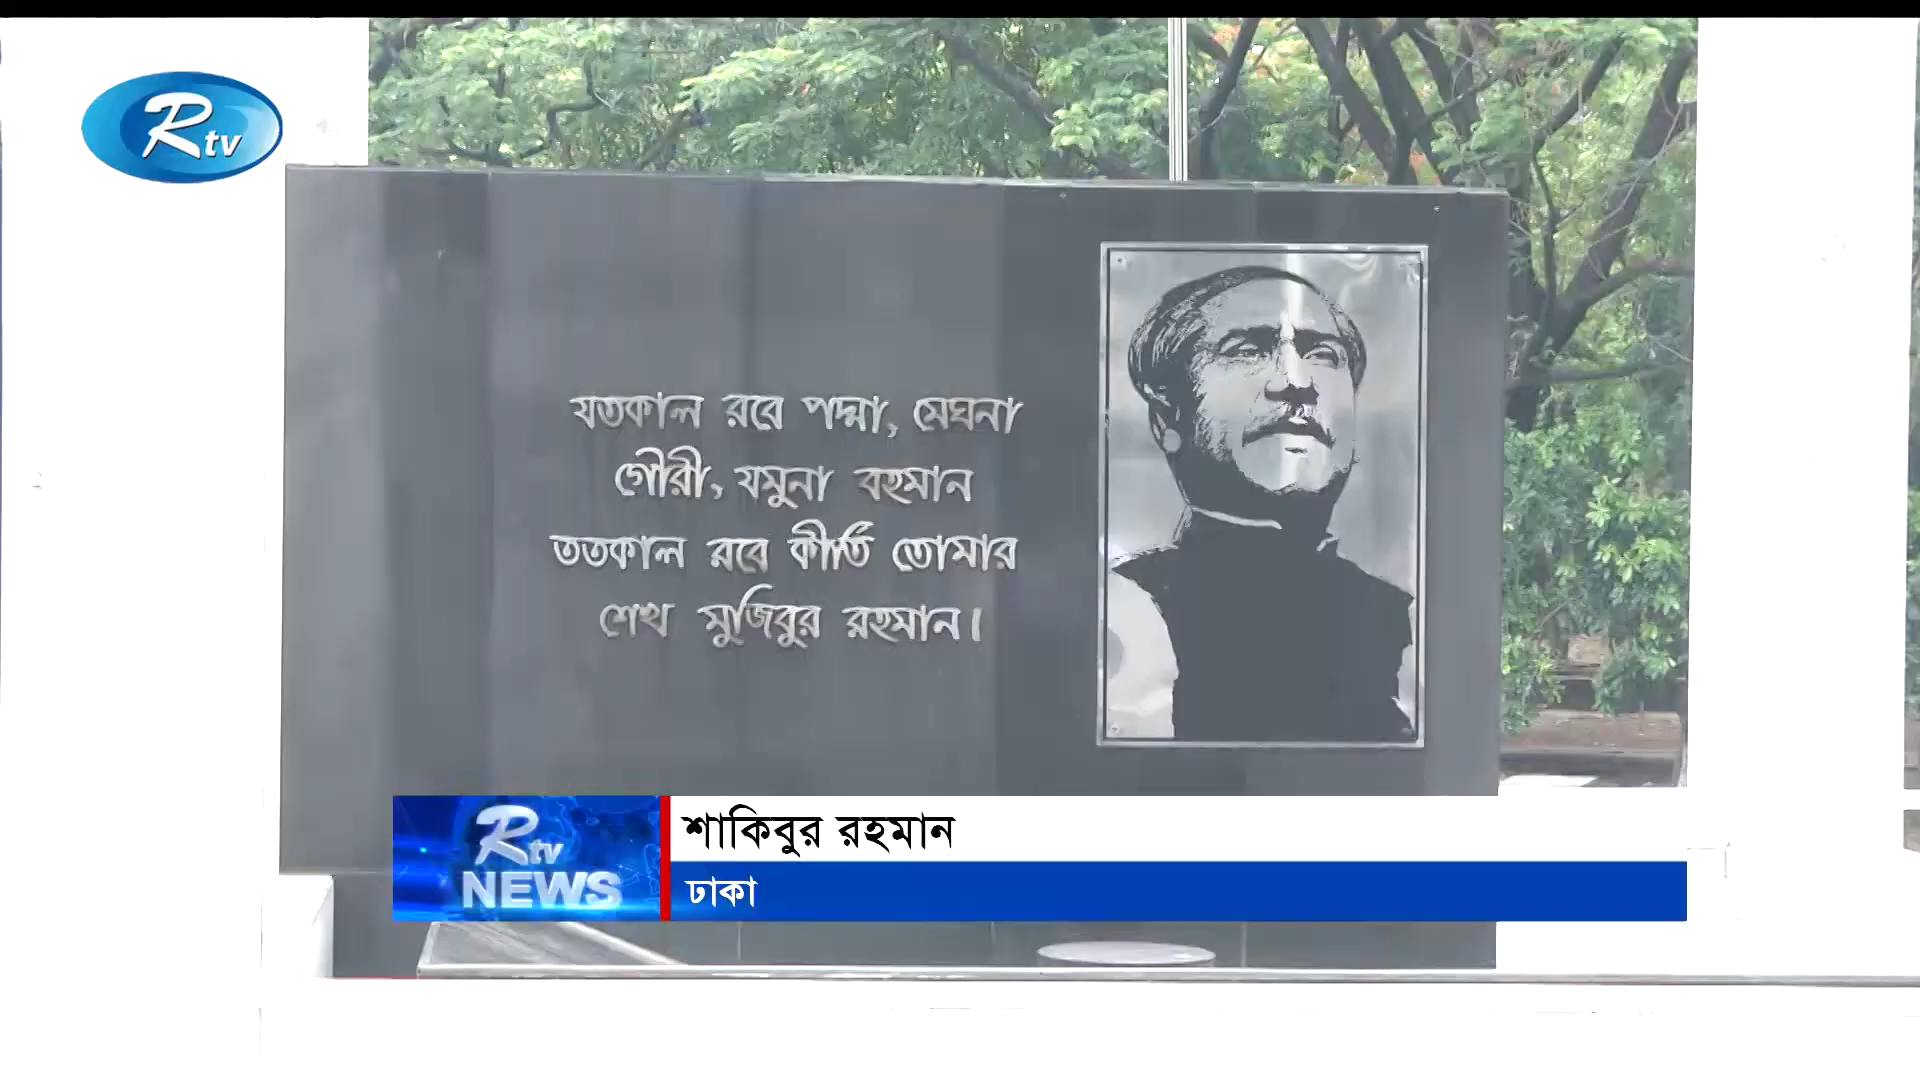 Rtv
যতকাল রবে পদ্মা, মেঘনা
গৌরী, যমুনা বহমান
ততকাল রবে কীর্তি তোমার
শেখ মুজিবুর রহমান।
Rtv
NEWS
শাকিবুর রহমান
ঢাকা